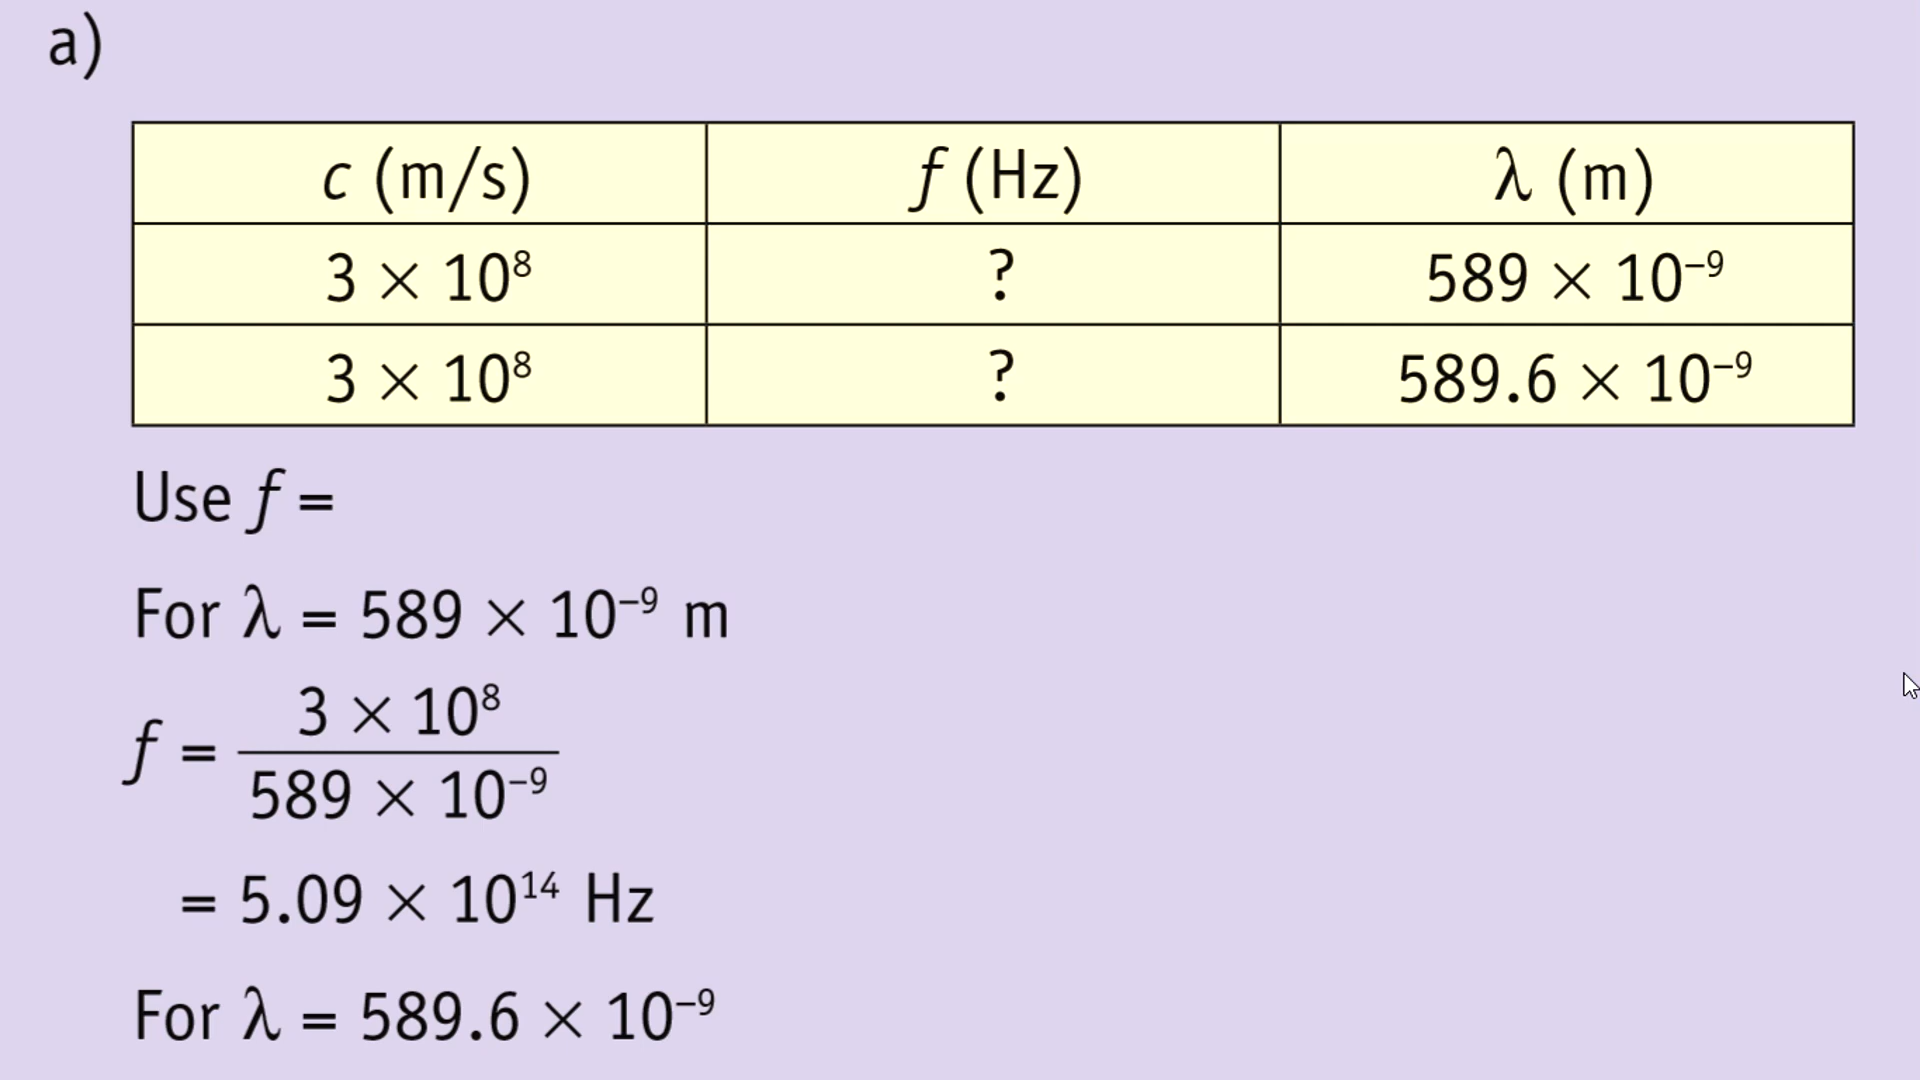 a)
c (m/s) f (Hz) λ (m)
3 × 10⁸ ? 589 × 10⁻⁹
3 × 10⁸ ? 589.6 × 10⁻⁹
Use f =
For λ = 589 × 10⁻⁹ m
f = 3 × 10⁸ / 589 × 10⁻⁹
= 5.09 × 10¹⁴ Hz
For λ = 589.6 × 10⁻⁹